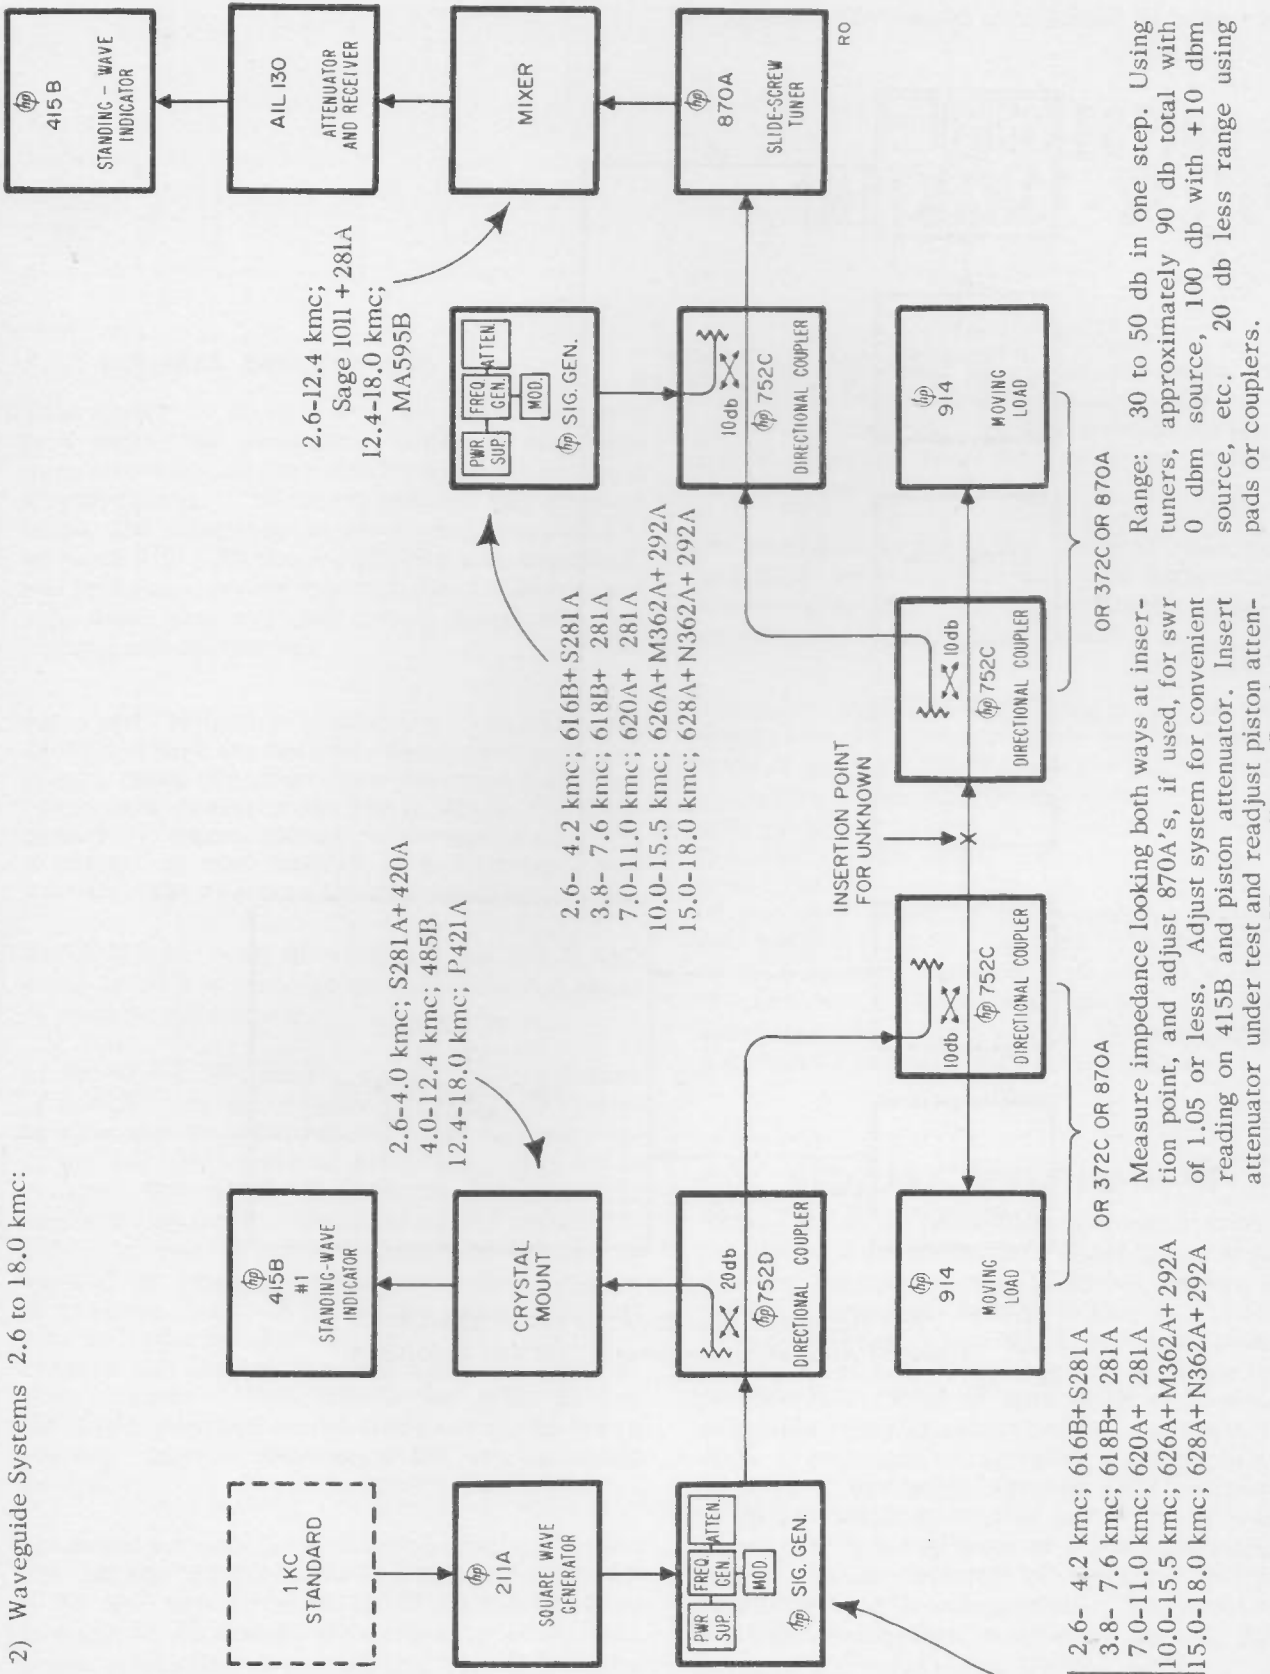 2) Waveguide Systems 2.6 to 18.0 kmc:
1 KC
STANDARD
hp
211A
SQUARE WAVE
GENERATOR
PWR
SUP.
FREQ.
GEN.
ATTEN.
MOD.
hp SIG. GEN.
2.6- 4.2 kmc; 616B+S281A
3.8- 7.6 kmc; 618B+ 281A
7.0-11.0 kmc; 620A+ 281A
10.0-15.5 kmc; 626A+M362A+292A
15.0-18.0 kmc; 628A+N362A+292A
hp
415B
#1
STANDING-WAVE
INDICATOR
CRYSTAL
MOUNT
2.6-4.0 kmc; S281A+420A
4.0-12.4 kmc; 485B
12.4-18.0 kmc; P421A
20db
hp 752D
DIRECTIONAL COUPLER
hp
914
MOVING
LOAD
10db
hp 752C
DIRECTIONAL COUPLER
OR 372C OR 870A
INSERTION POINT
FOR UNKNOWN
10db
hp 752C
DIRECTIONAL COUPLER
hp
914
MOVING
LOAD
OR 372C OR 870A
2.6- 4.2 kmc; 616B+S281A
3.8- 7.6 kmc; 618B+ 281A
7.0-11.0 kmc; 620A+ 281A
10.0-15.5 kmc; 626A+M362A+292A
15.0-18.0 kmc; 628A+N362A+292A
PWR.
SUP.
FREQ.
GEN.
ATTEN.
MOD.
hp SIG. GEN.
10db
hp 752C
DIRECTIONAL COUPLER
2.6-12.4 kmc;
Sage 1011 + 281A
12.4-18.0 kmc;
MA595B
hp
415B
STANDING-WAVE
INDICATOR
AIL 130
ATTENUATOR
AND RECEIVER
MIXER
hp
870A
SLIDE-SCREW
TUNER
RO
Measure impedance looking both ways at inser-
tion point, and adjust 870A's, if used, for swr
of 1.05 or less. Adjust system for convenient
reading on 415B and piston attenuator. Insert
attenuator under test and readjust piston atten-
Range: 30 to 50 db in one step. Using
tuners, approximately 90 db total with
0 dbm source, 100 db with +10 dbm
source, etc. 20 db less range using
pads or couplers.